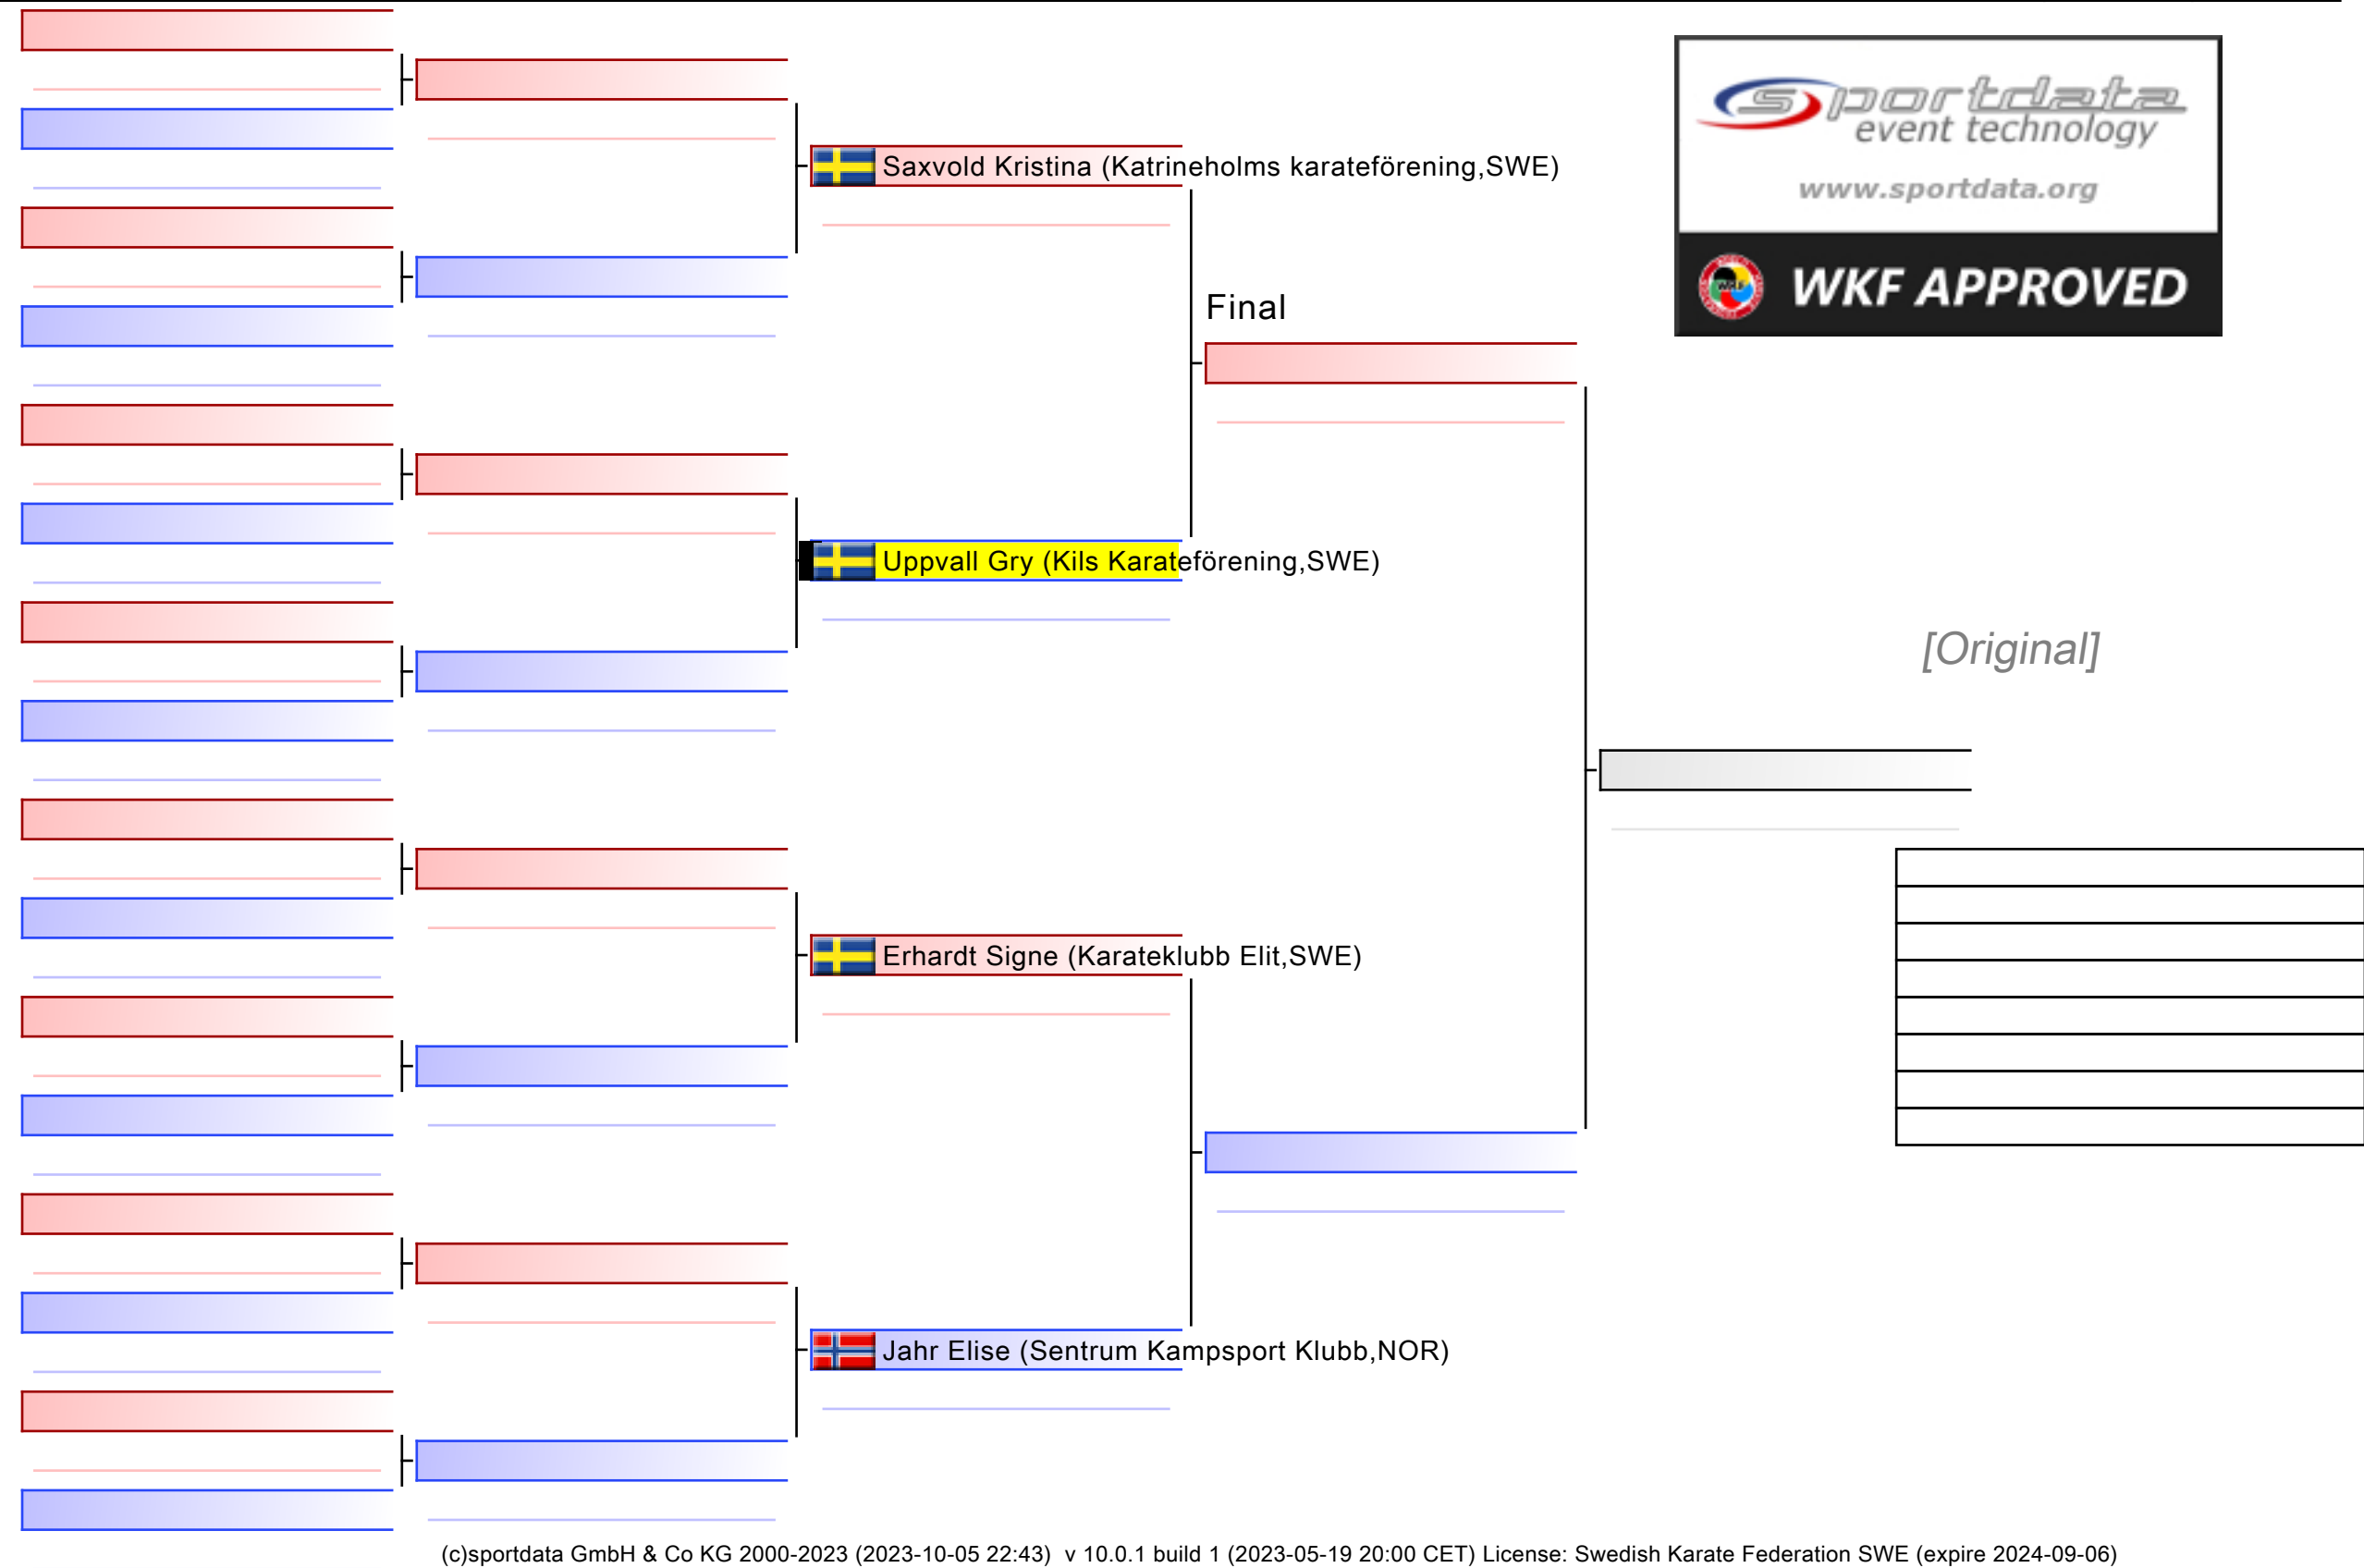 sportdata
event technology
www.sportdata.org
WKF APPROVED
Saxvold Kristina (Katrineholms karateförening,SWE)
Final
Uppvall Gry (Kils Karateförening,SWE)
[Original]
Erhardt Signe (Karateklubb Elit,SWE)
Jahr Elise (Sentrum Kampsport Klubb,NOR)
(c)sportdata GmbH & Co KG 2000-2023 (2023-10-05 22:43) v 10.0.1 build 1 (2023-05-19 20:00 CET) License: Swedish Karate Federation SWE (expire 2024-09-06)